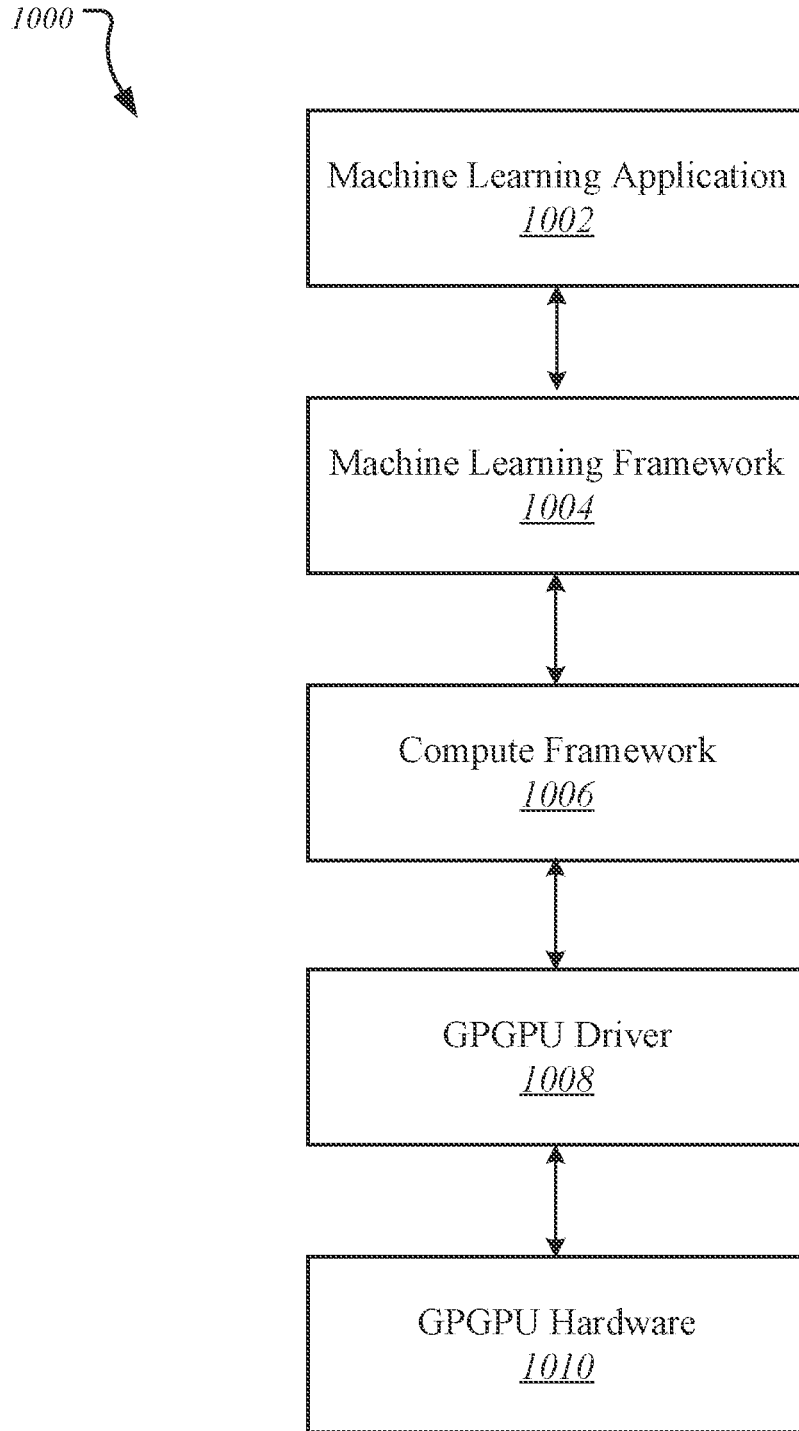 1000
Machine Learning Application
1002
Machine Learning Framework
1004
Compute Framework
1006
GPGPU Driver
1008
GPGPU Hardware
1010